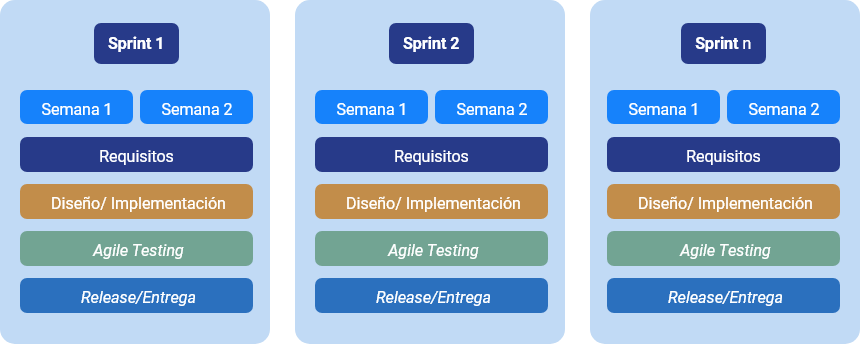 Sprint 1
Semana 1 Semana 2
Requisitos
Diseño/ Implementación
Agile Testing
Release/Entrega
Sprint 2
Semana 1 Semana 2
Requisitos
Diseño/ Implementación
Agile Testing
Release/Entrega
Sprint n
Semana 1 Semana 2
Requisitos
Diseño/ Implementación
Agile Testing
Release/Entrega